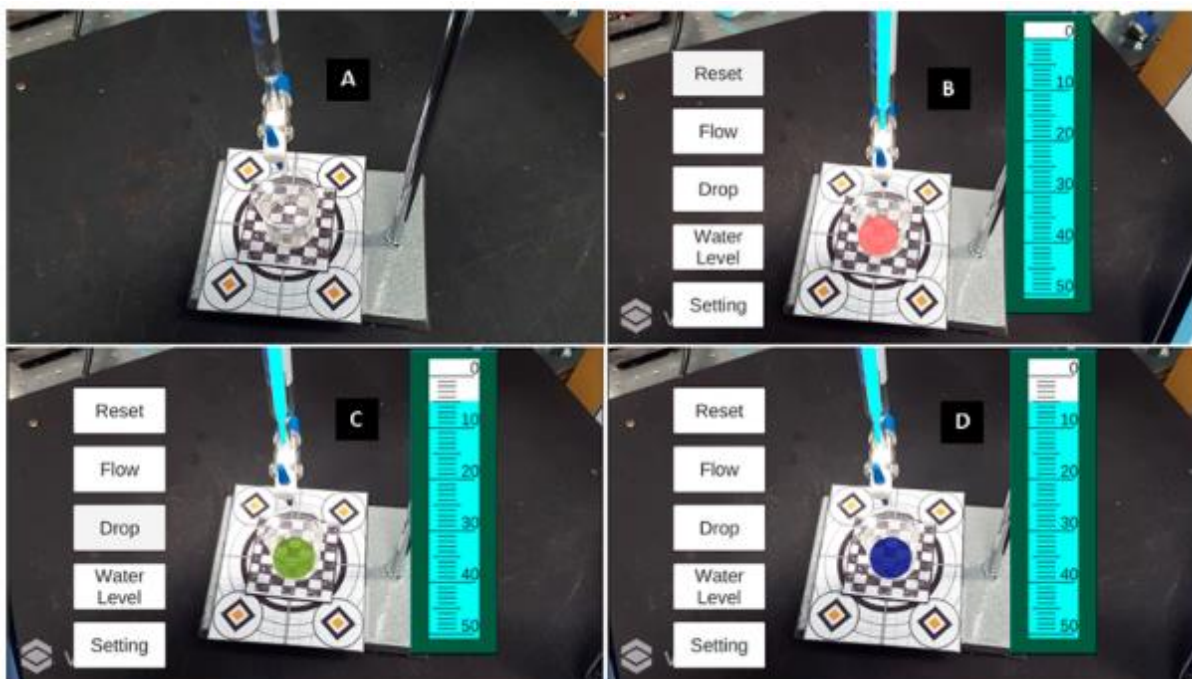 A
B
Reset
Flow
Drop
Water
Level
Setting
0
10
20
30
40
50
C
Reset
Flow
Drop
Water
Level
Setting
0
10
20
30
40
50
D
Reset
Flow
Drop
Water
Level
Setting
0
10
20
30
40
50